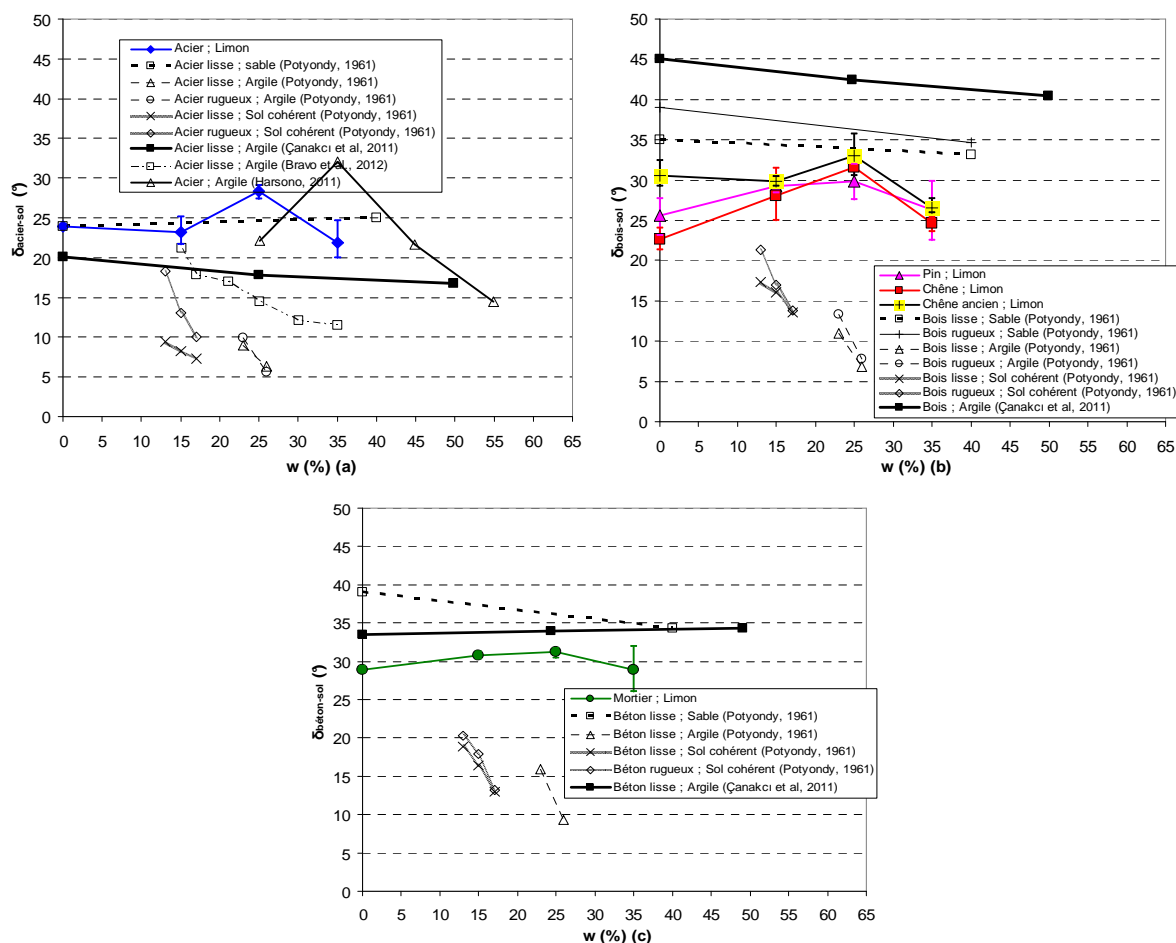 50
45
40
35
30
25
20
15
10
5
0
δacier-sol (°)
Acier ; Limon
Acier lisse ; sable (Potyondy, 1961)
Acier lisse ; Argile (Potyondy, 1961)
Acier rugueux ; Argile (Potyondy, 1961)
Acier lisse ; Sol cohérent (Potyondy, 1961)
Acier rugueux ; Sol cohérent (Potyondy, 1961)
Acier lisse ; Argile (Çanakcı et al, 2011)
Acier lisse ; Argile (Bravo et al, 2012)
Acier ; Argile (Harsono, 2011)
0 5 10 15 20 25 30 35 40 45 50 55 60 65
w (%) (a)
50
45
40
35
30
25
20
15
10
5
0
δbois-sol (°)
Pin ; Limon
Chêne ; Limon
Chêne ancien ; Limon
Bois lisse ; Sable (Potyondy, 1961)
Bois rugueux ; Sable (Potyondy, 1961)
Bois lisse ; Argile (Potyondy, 1961)
Bois rugueux ; Argile (Potyondy, 1961)
Bois lisse ; Sol cohérent (Potyondy, 1961)
Bois rugueux ; Sol cohérent (Potyondy, 1961)
Bois ; Argile (Çanakcı et al, 2011)
0 5 10 15 20 25 30 35 40 45 50 55 60 65
w (%) (b)
50
45
40
35
30
25
20
15
10
5
0
δbéton-sol (°)
Mortier ; Limon
Béton lisse ; Sable (Potyondy, 1961)
Béton lisse ; Argile (Potyondy, 1961)
Béton lisse ; Sol cohérent (Potyondy, 1961)
Béton rugueux ; Sol cohérent (Potyondy, 1961)
Béton lisse ; Argile (Çanakcı et al, 2011)
0 5 10 15 20 25 30 35 40 45 50 55 60 65
w (%) (c)